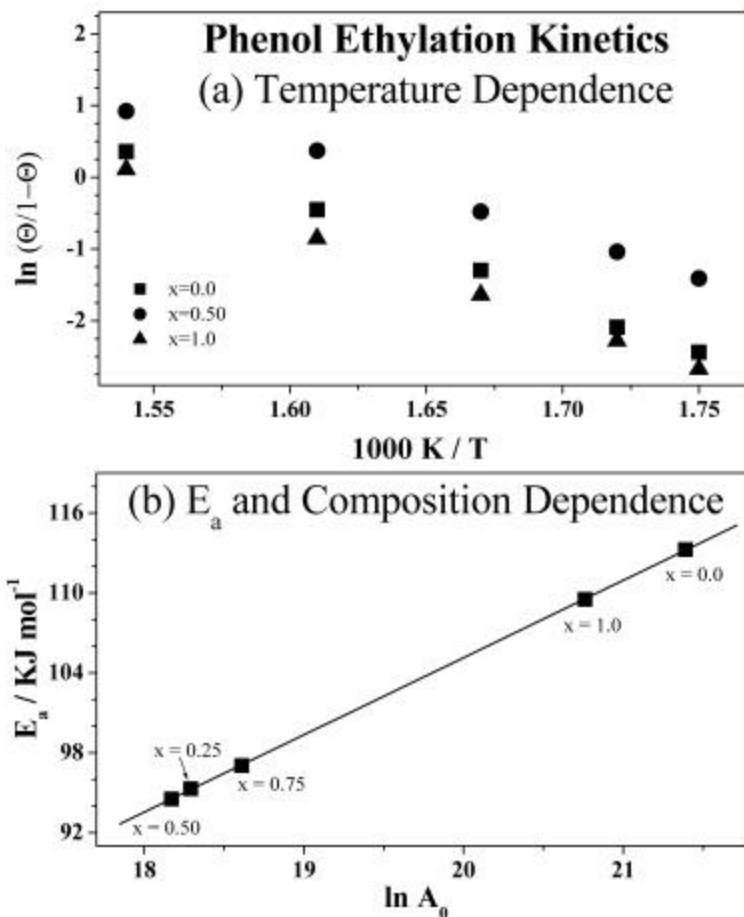 Phenol Ethylation Kinetics
(a) Temperature Dependence
2
1
0
-1
-2
ln (Θ/1−Θ)
x=0.0
x=0.50
x=1.0
1.55 1.60 1.65 1.70 1.75
1000 K / T
(b) Ea and Composition Dependence
116
110
104
98
92
Ea / KJ mol-1
x = 0.0
x = 1.0
x = 0.25
x = 0.75
x = 0.50
18 19 20 21
ln A0